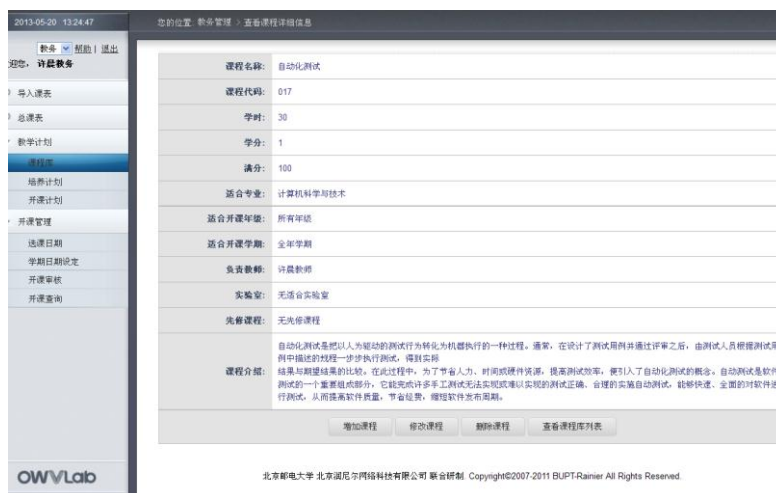 2013-05-20 13:24:47
您的位置: 教务管理 > 查看课程详细信息
教务 帮助 | 退出
迎您, 许晨教务
导入课表
总课表
教学计划
课程库
培养计划
开课计划
开课管理
选课日期
学期日期设定
开课审核
开课查询
OWVLab
课程名称: 自动化测试
课程代码: 017
学时: 30
学分: 1
满分: 100
适合专业: 计算机科学与技术
适合开课年级: 所有年级
适合开课学期: 全年学期
负责教师: 许晨教师
实验室: 无适合实验室
先修课程: 无先修课程
课程介绍:
自动化测试是把以人为驱动的测试行为转化为机器执行的一种过程。通常，在设计了测试用例并通过评审之后，由测试人员根据测试用
例中描述的规程一步步执行测试，得到实际
结果与期望结果的比较。在此过程中，为了节省人力、时间或硬件资源，提高测试效率，便引入了自动化测试的概念。自动测试是软件
测试的一个重要组成部分，它能完成许多手工测试无法实现或难以实现的测试正确、合理的实施自动测试，能够快速、全面的对软件进
行测试，从而提高软件质量，节省经费，缩短软件发布周期。
增加课程 修改课程 删除课程 查看课程库列表
北京邮电大学 北京润尼尔网络科技有限公司 联合研制. Copyright©2007-2011 BUPT-Rainier All Rights Reserved.